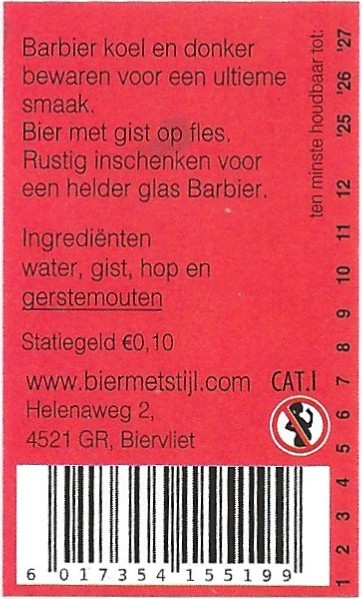 Barbier koel en donker
bewaren voor een ultieme
smaak.
Bier met gist op fles.
Rustig inschenken voor
een helder glas Barbier.
Ingrediënten
water, gist, hop en
gerstemouten
Statiegeld €0,10
www.biermetstijl.com CAT.I
Helenaweg 2,
4521 GR, Biervliet
6 017354 155199
ten minste houdbaar tot:
1 2 3 4 5 6 7 8 9 10 11 12 '25 '26 '27